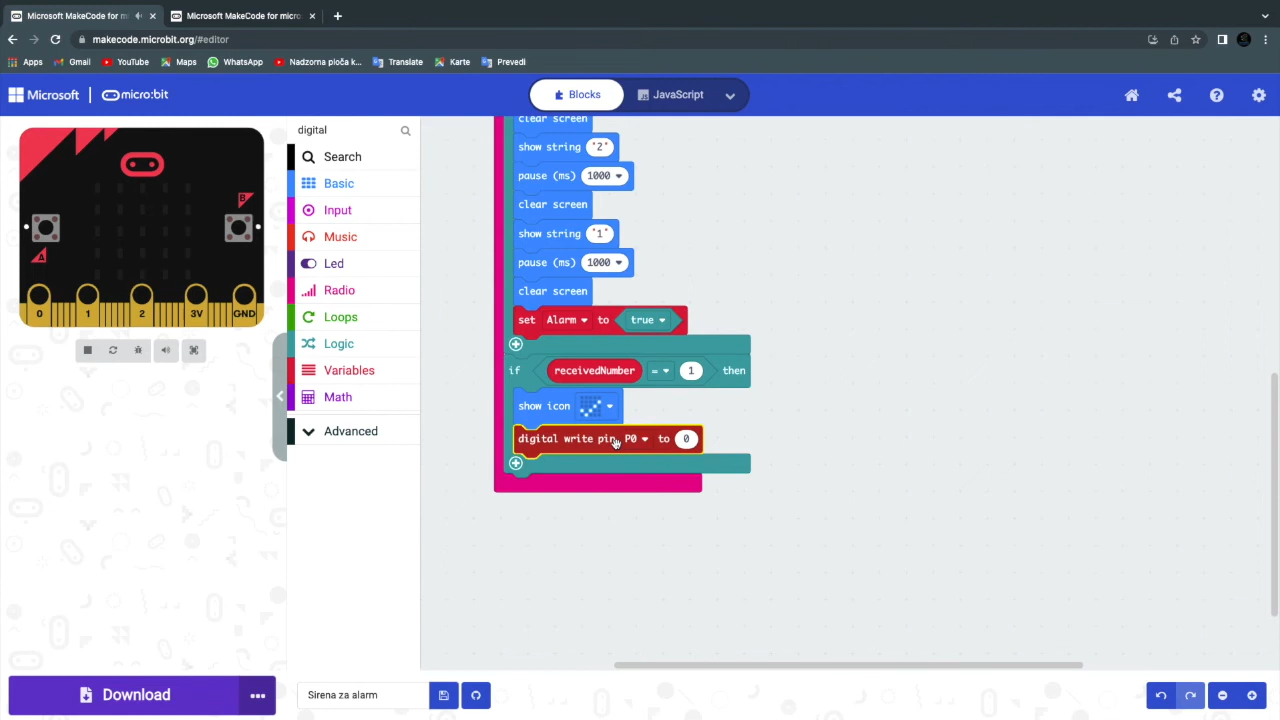 Microsoft MakeCode for mi
Microsoft MakeCode for micro:
makecode.microbit.org/#editor
Apps
Gmail
YouTube
Maps
WhatsApp
Nadzorna ploča k...
Translate
Karte
Prevedi
Microsoft
micro:bit
Blocks
JavaScript
B
A
0
1
2
3V
GND
digital
Search
Basic
Input
Music
Led
Radio
Loops
Logic
Variables
Math
Advanced
clear screen
show string "2"
pause (ms) 1000
clear screen
show string "1"
pause (ms) 1000
clear screen
set Alarm to true
if receivedNumber = 1 then
show icon
digital write pin P0 to 0
Download
Sirena za alarm